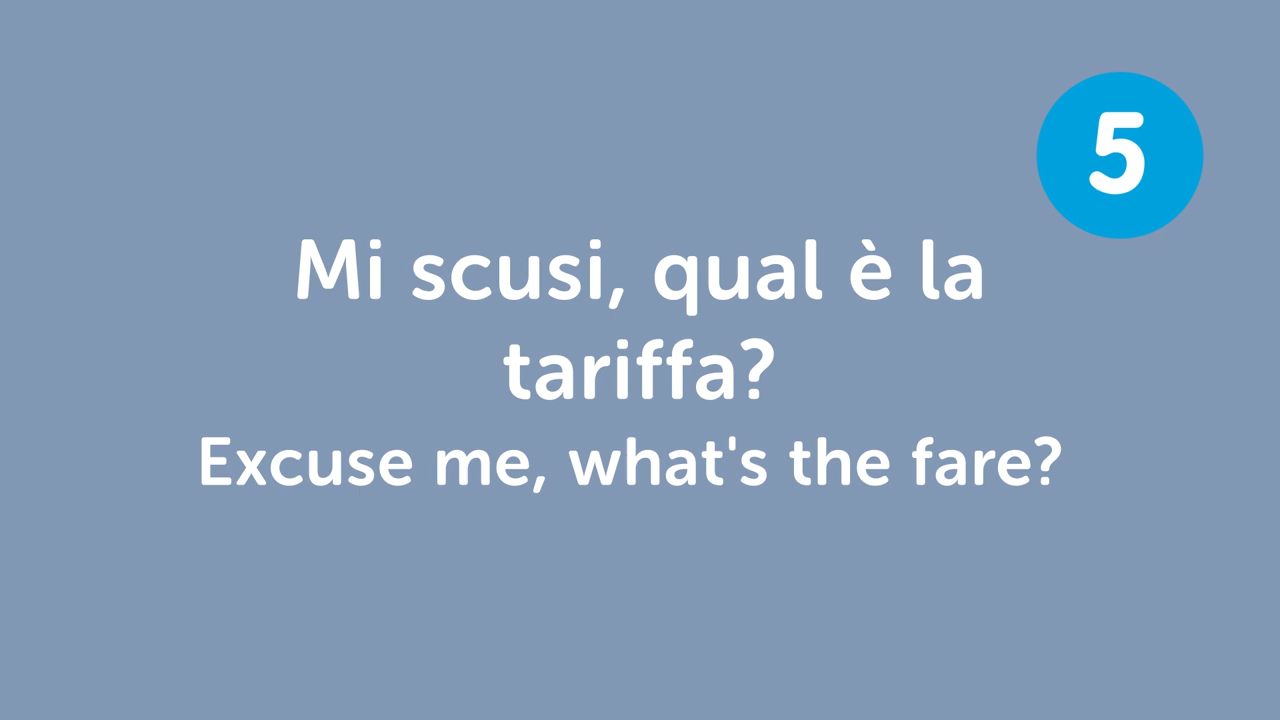 5
Mi scusi, qual è la
tariffa?
Excuse me, what's the fare?